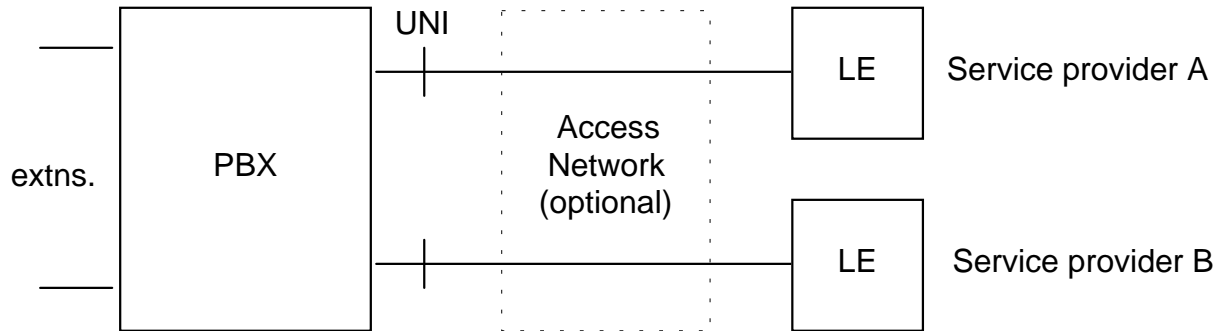 UNI
LE
Service provider A
Access
Network
(optional)
PBX
extns.
LE
Service provider B